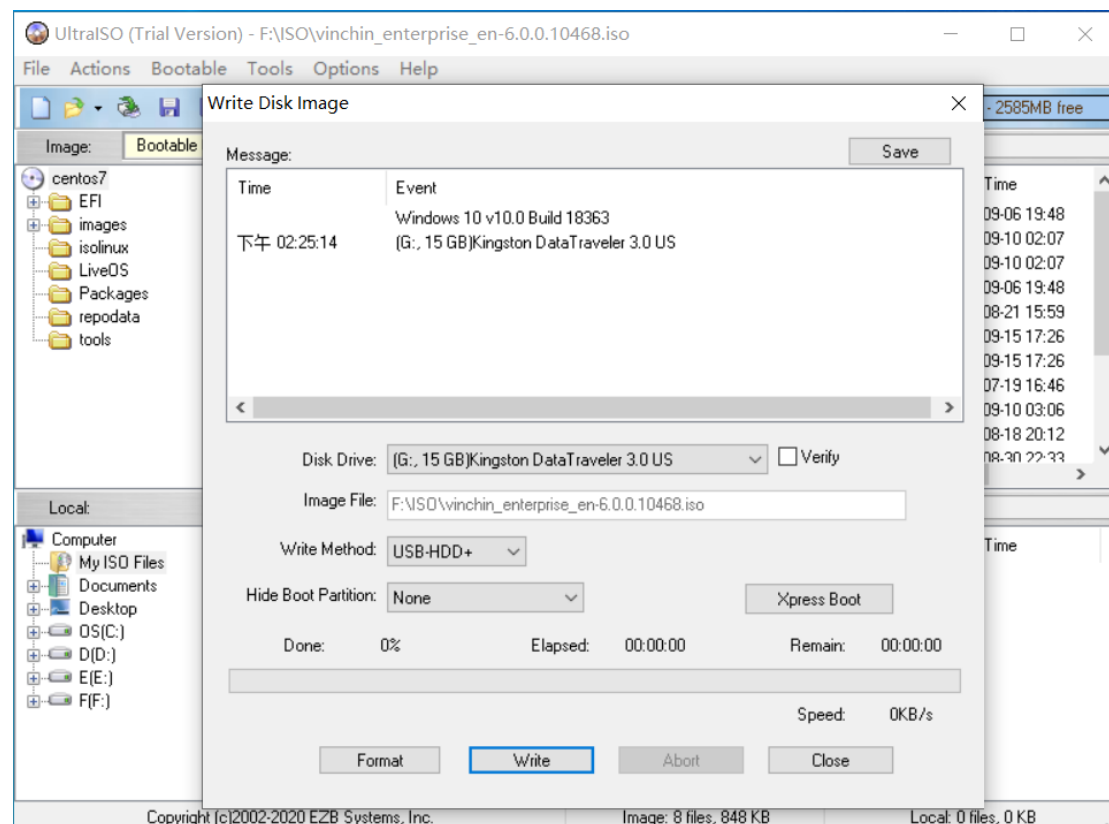 UltraISO (Trial Version) - F:\ISO\vinchin_enterprise_en-6.0.0.10468.iso
File Actions Bootable Tools Options Help
- 2585MB free
Image: Bootable
centos7
EFI
images
isolinux
LiveOS
Packages
repodata
tools
Time
09-06 19:48
09-10 02:07
09-10 02:07
09-06 19:48
08-21 15:59
09-15 17:26
09-15 17:26
07-19 16:46
09-10 03:06
08-18 20:12
08-30 22:33
Write Disk Image
Message: Save
Time Event
Windows 10 v10.0 Build 18363
下午 02:25:14 (G:, 15 GB)Kingston DataTraveler 3.0 US
Disk Drive: (G:, 15 GB)Kingston DataTraveler 3.0 US Verify
Image File: F:\ISO\vinchin_enterprise_en-6.0.0.10468.iso
Write Method: USB-HDD+
Hide Boot Partition: None Xpress Boot
Done: 0% Elapsed: 00:00:00 Remain: 00:00:00
Speed: 0KB/s
Format Write Abort Close
Local:
Computer
My ISO Files
Documents
Desktop
OS(C:)
D(D:)
E(E:)
F(F:)
Time
Copyright (c)2002-2020 EZB Systems, Inc. Image: 8 files, 848 KB Local: 0 files, 0 KB